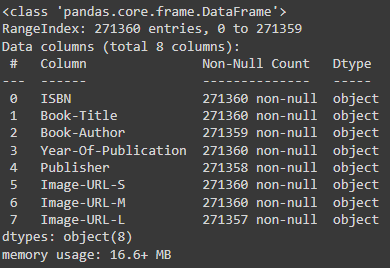 <class 'pandas.core.frame.DataFrame'>
RangeIndex: 271360 entries, 0 to 271359
Data columns (total 8 columns):
 #   Column               Non-Null Count   Dtype
---  ------               --------------   -----
 0   ISBN                 271360 non-null  object
 1   Book-Title           271360 non-null  object
 2   Book-Author          271359 non-null  object
 3   Year-Of-Publication  271360 non-null  object
 4   Publisher            271358 non-null  object
 5   Image-URL-S          271360 non-null  object
 6   Image-URL-M          271360 non-null  object
 7   Image-URL-L          271357 non-null  object
dtypes: object(8)
memory usage: 16.6+ MB